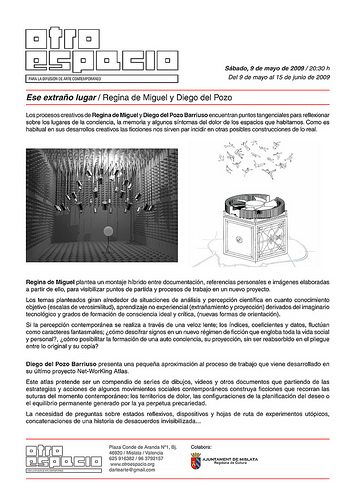 otro
espacio
PARA LA DIFUSIÓN DE ARTE CONTEMPORÁNEO
Sábado, 9 de mayo de 2009 / 20:30 h
Del 9 de mayo al 15 de junio de 2009
Ese extraño lugar / Regina de Miguel y Diego del Pozo
Los procesos creativos de Regina de Miguel y Diego del Pozo Barriuso encuentran puntos tangenciales para reflexionar
sobre los lugares de la conciencia, la memoria y algunos síntomas del dolor de los espacios que habitamos. Como es
habitual en sus desarrollos creativos las ficciones nos sirven par incidir en otras posibles construcciones de lo real.
Regina de Miguel plantea un montaje híbrido entre documentación, referencias personales e imágenes elaboradas
a partir de ello, para visibilizar puntos de partida y procesos de trabajo en un nuevo proyecto.
Los temas planteados giran alrededor de situaciones de análisis y percepción científica en cuanto conocimiento
objetivo (escalas de verosimilitud), aprendizaje no experiencial (extrañamiento y proyección) derivados del imaginario
tecnológico y grados de formación de consciencia ideal y crítica, (nuevas formas de orientación).
Si la percepción contemporánea se realiza a través de una veloz lente; los índices, coeficientes y datos, fluctúan
como caracteres fantasmales; ¿cómo descifrar signos en un nuevo régimen de ficción que engloba toda la vida social
y personal?, ¿cómo posibilitar la formación de una auto conciencia, su proyección, sin ser reabsorbido en el pliegue
entre lo original y su copia?
Diego del Pozo Barriuso presenta una pequeña aproximación al proceso de trabajo que viene desarrollado en
su último proyecto Net-WorKing Atlas.
Este atlas pretende ser un compendio de series de dibujos, videos y otros documentos que partiendo de las
estrategias y acciones de algunos movimientos sociales contemporáneos construya ficciones que recorran las
suturas del momento contemporáneo: los territorios de dolor, las configuraciones de la planificación del deseo o
el equilibrio permanente generado por la ya perpetua precariedad.
La necesidad de preguntas sobre estados reflexivos, dispositivos y hojas de ruta de experimentos utópicos,
concatenaciones de una historia de desacuerdos invisibilizada...
otro
espacio
PARA LA DIFUSIÓN DE ARTE CONTEMPORÁNEO
Plaza Conde de Aranda Nº1, Bj.
46920 / Mislata / Valencia
625 916382 / 96 3792157
www.otroespacio.org
dartearte@gmail.com
Colabora:
AJUNTAMENT DE MISLATA
Regidoria de Cultura